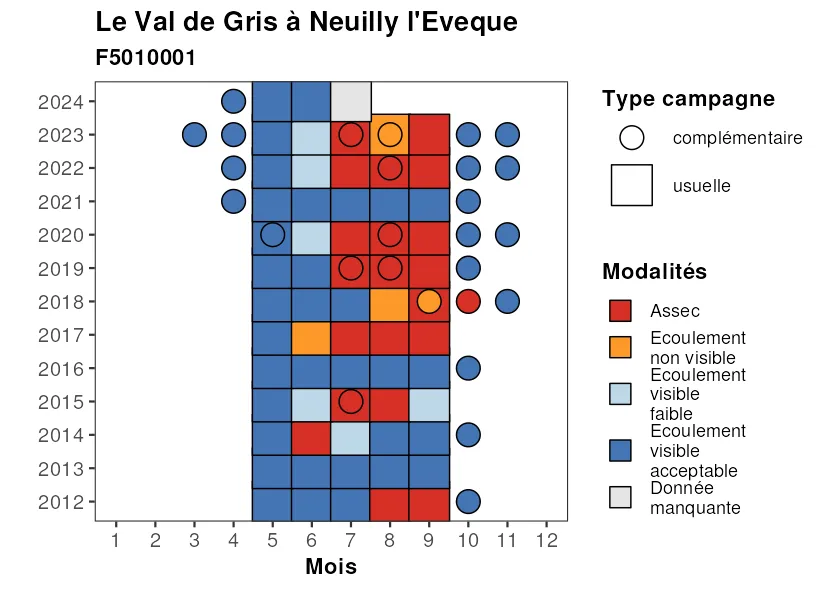 Le Val de Gris à Neuilly l'Eveque
F5010001
2024
2023
2022
2021
2020
2019
2018
2017
2016
2015
2014
2013
2012
1 2 3 4 5 6 7 8 9 10 11 12
Mois
Type campagne
complémentaire
usuelle
Modalités
Assec
Ecoulement
non visible
Ecoulement
visible
faible
Ecoulement
visible
acceptable
Donnée
manquante